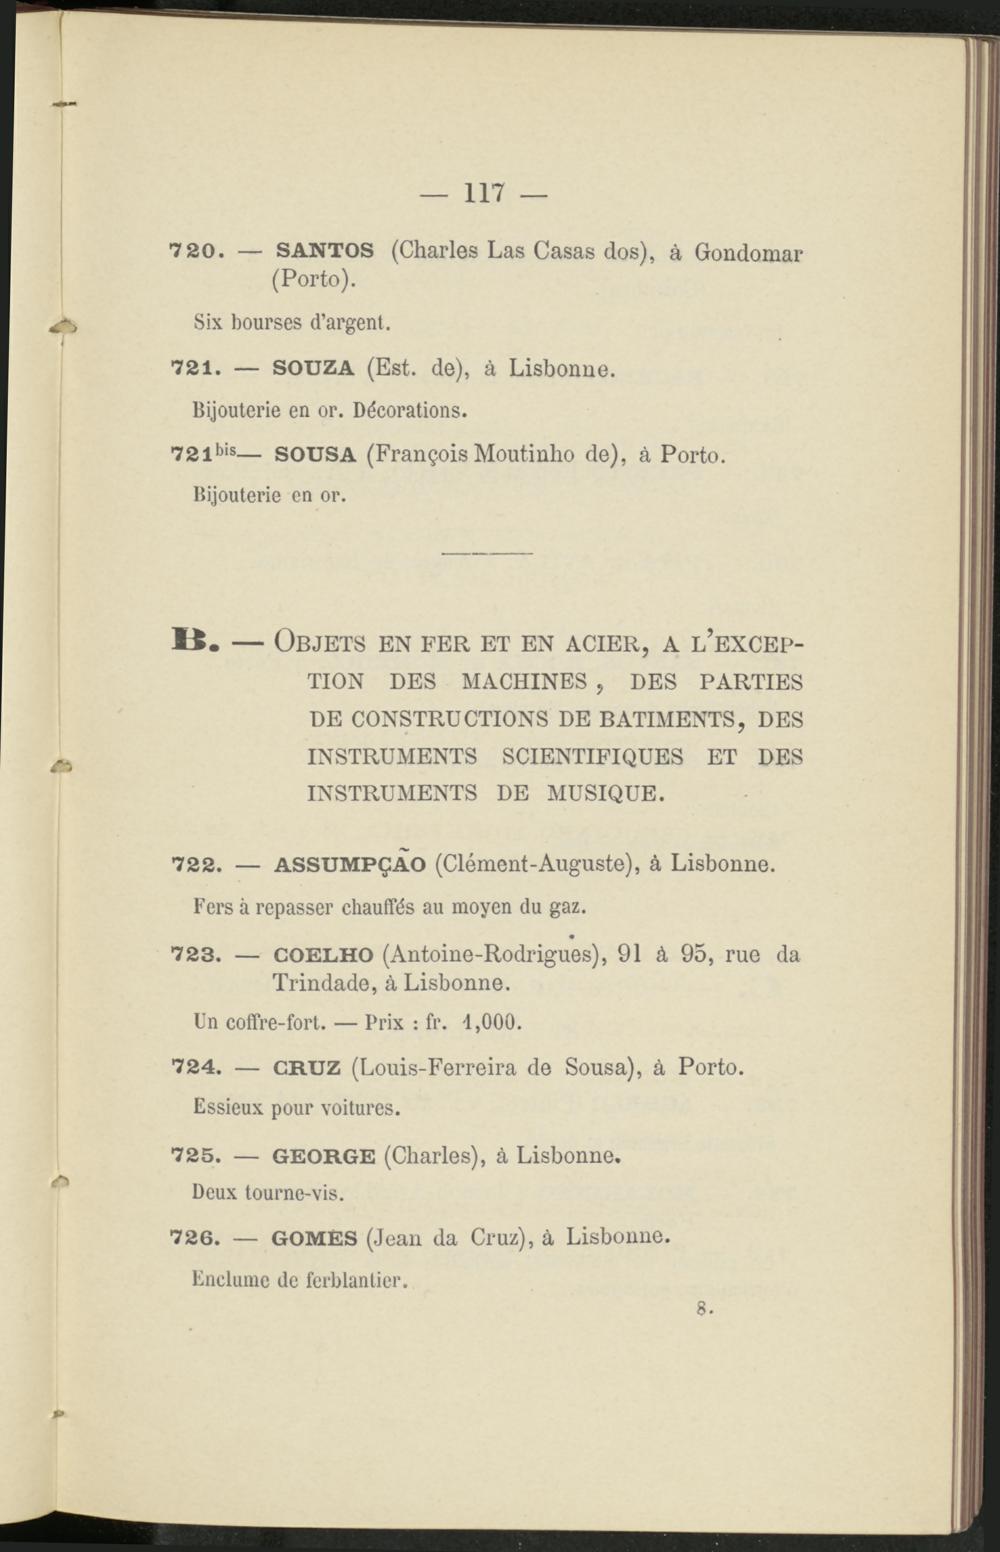 — 117 —
720. — SANTOS (Charles Las Casas dos), à Gondomar
(Porto).
Six bourses d'argent.
721. — SOUZA (Est. de), à Lisbonne.
Bijouterie en or. Décorations.
721bis— SOUSA (François Moutinho de), à Porto.
Bijouterie en or.
B. — OBJETS EN FER ET EN ACIER, A L'EXCEP-
TION DES MACHINES, DES PARTIES
DE CONSTRUCTIONS DE BATIMENTS, DES
INSTRUMENTS SCIENTIFIQUES ET DES
INSTRUMENTS DE MUSIQUE.
722. — ASSUMPÇÃO (Clément-Auguste), à Lisbonne.
Fers à repasser chauffés au moyen du gaz.
723. — COELHO (Antoine-Rodrigues), 91 à 95, rue da
Trindade, à Lisbonne.
Un coffre-fort. — Prix : fr. 1,000.
724. — CRUZ (Louis-Ferreira de Sousa), à Porto.
Essieux pour voitures.
725. — GEORGE (Charles), à Lisbonne.
Deux tourne-vis.
726. — GOMES (Jean da Cruz), à Lisbonne.
Enclume de ferblantier.
8.